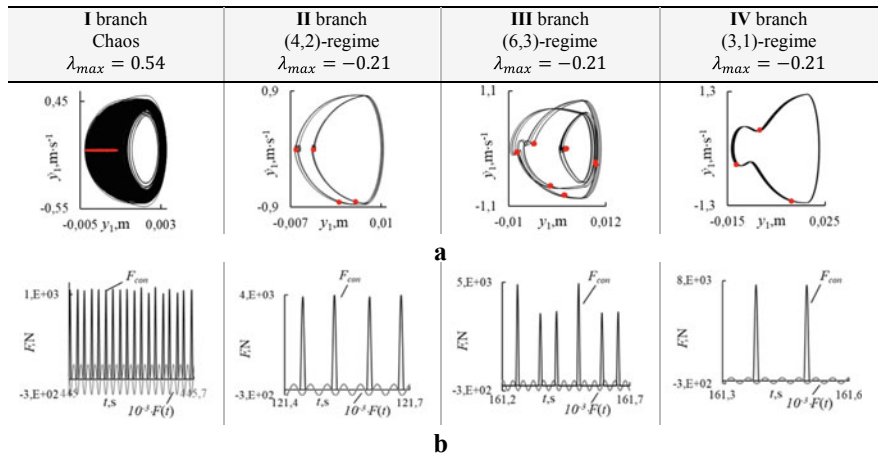 I branch
Chaos
λmax = 0.54
II branch
(4,2)-regime
λmax = −0.21
III branch
(6,3)-regime
λmax = −0.21
IV branch
(3,1)-regime
λmax = −0.21
0,45
ẏ1,m·s-1
-0,55
-0,005 y1,m 0,003
0,9
ẏ1,m·s-1
-0,9
-0,007 y1,m 0,01
1,1
ẏ1,m·s-1
-1,1
-0,01 y1,m 0,012
1,3
ẏ1,m·s-1
-1,3
-0,015 y1,m 0,025
a
Fcon
1,E+03
F,N
-3,E+02
t,s
10-5·F(t)
Fcon
4,E+03
F,N
-3,E+02
121,4 t,s 121,7
10-5·F(t)
Fcon
5,E+03
F,N
-3,E+02
161,2 t,s 161,7
10-5·F(t)
Fcon
8,E+03
F,N
-3,E+02
161,3 t,s 161,6
10-5·F(t)
b